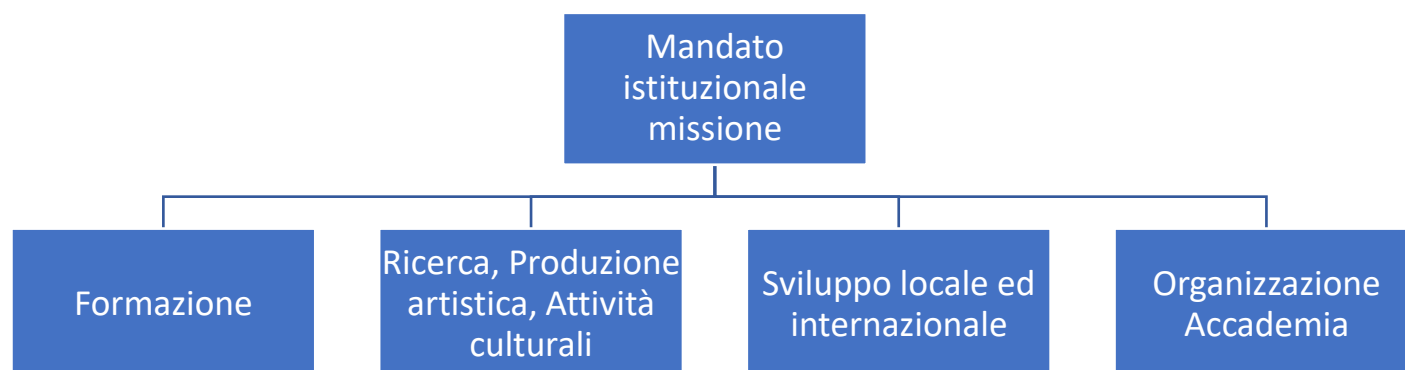 Mandato
istituzionale
missione
Formazione
Ricerca, Produzione
artistica, Attività
culturali
Sviluppo locale ed
internazionale
Organizzazione
Accademia